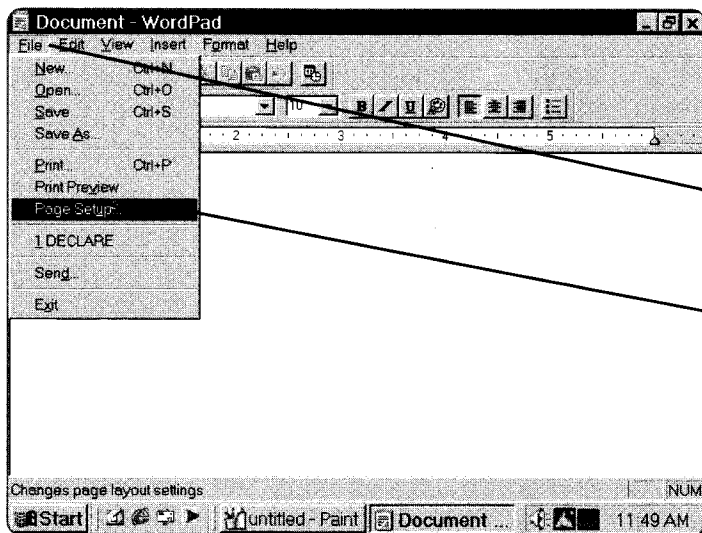 Document - WordPad
File Edit View Insert Format Help
New... Ctrl+N
Open... Ctrl+O
Save Ctrl+S
Save As...
Print... Ctrl+P
Print Preview
Page Setup...
1 DECLARE
Send...
Exit
10 B I U
2 3 4 5
Changes page layout settings NUM
Start untitled - Paint Document ... 11:49 AM